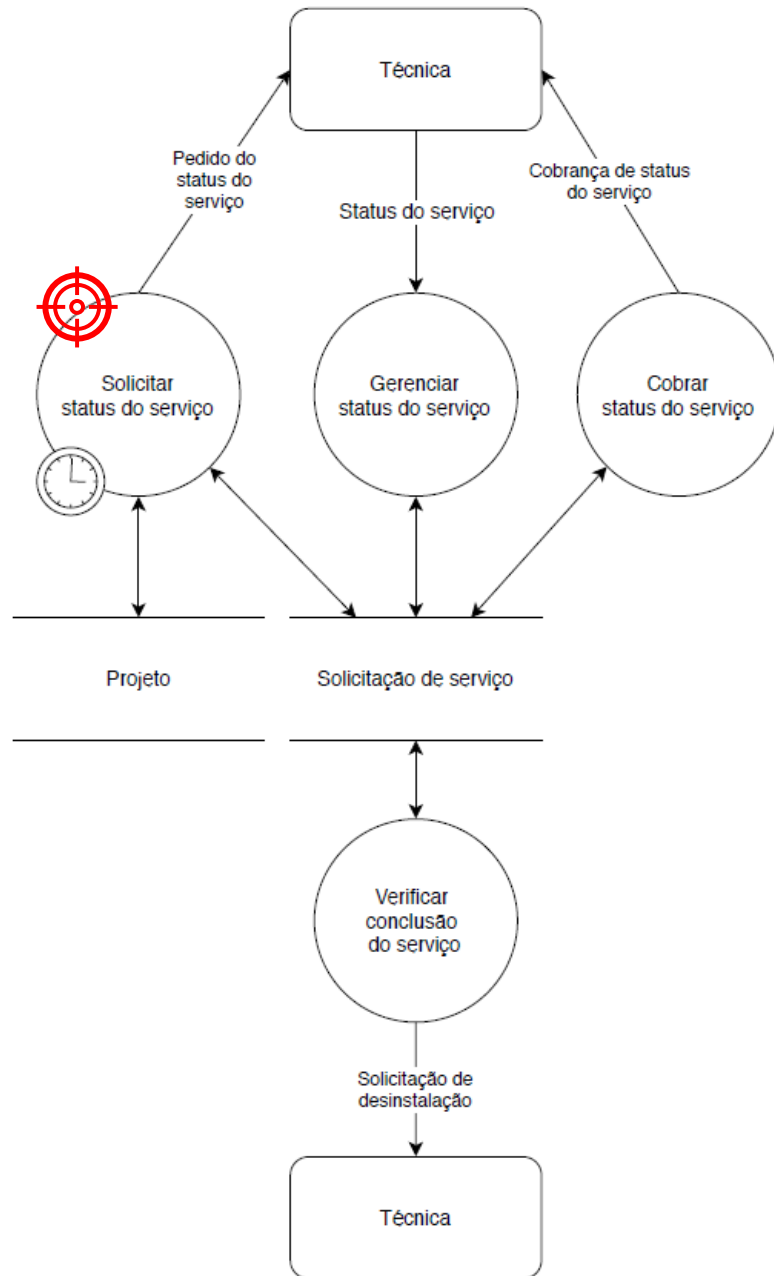 Técnica
Pedido do
status do
serviço
Cobrança de status
do serviço
Status do serviço
Solicitar
status do serviço
Gerenciar
status do serviço
Cobrar
status do serviço
Projeto
Solicitação de serviço
Verificar
conclusão
do serviço
Solicitação de
desinstalação
Técnica